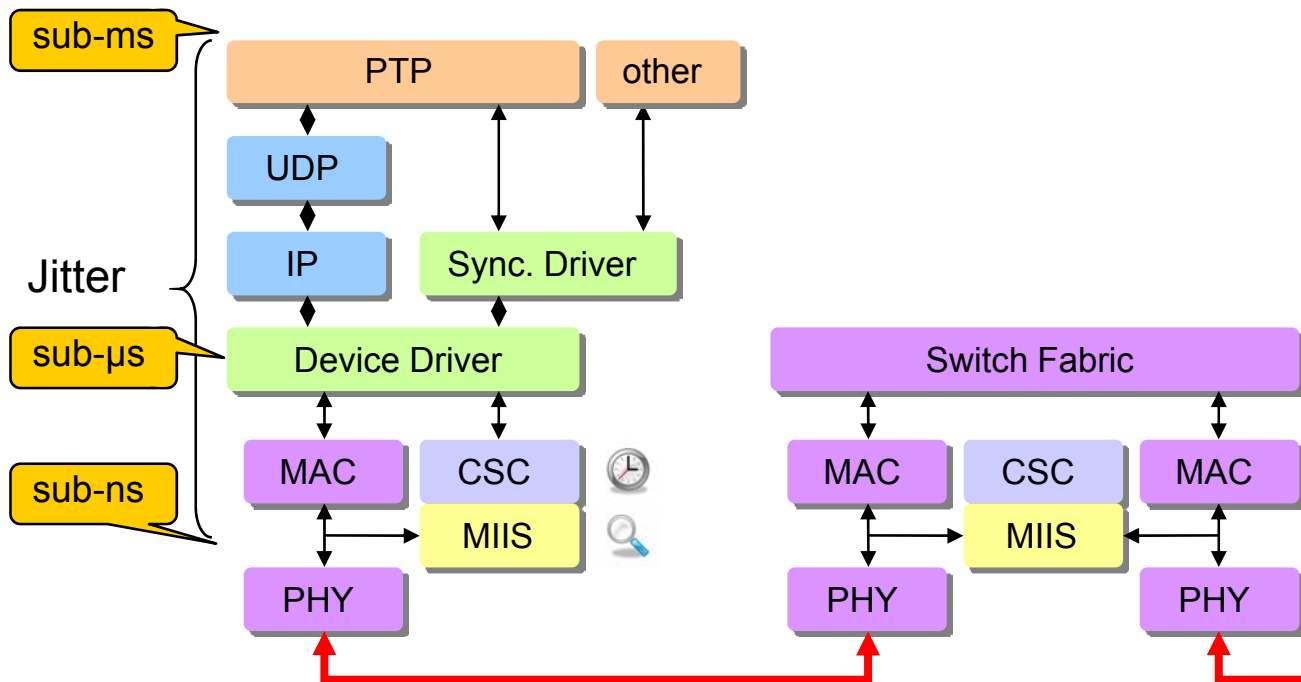 sub-ms
PTP
other
UDP
IP
Sync. Driver
Jitter
sub-µs
Device Driver
Switch Fabric
MAC
CSC
MAC
CSC
MAC
sub-ns
MIIS
MIIS
PHY
PHY
PHY